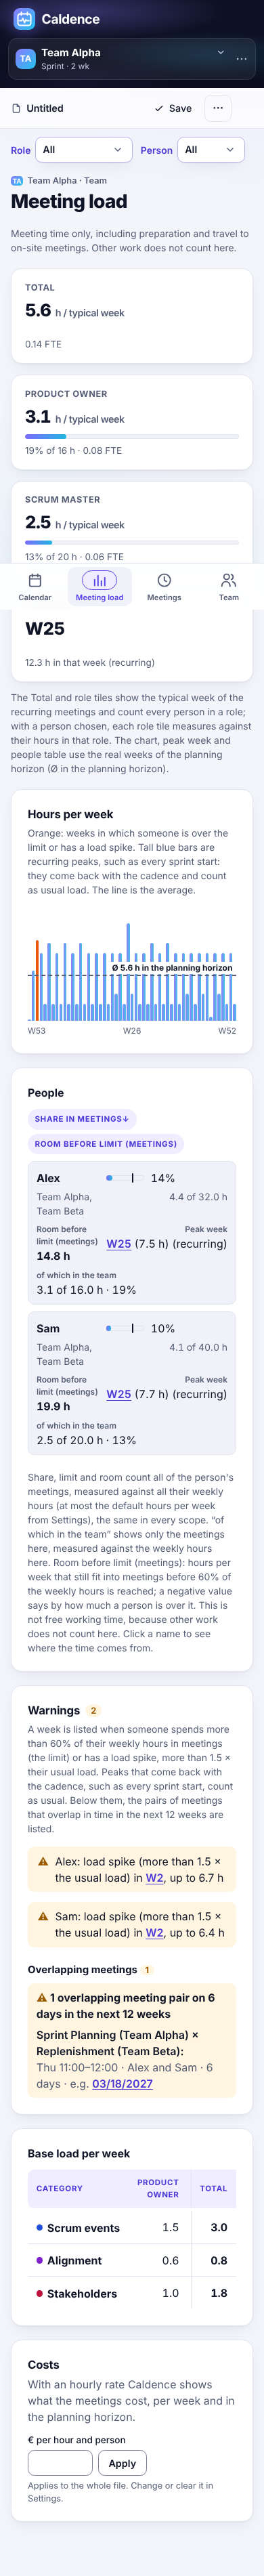 Caldence
TA
Team Alpha
Sprint · 2 wk
Untitled
Save
Role
All
Person
All
TA Team Alpha · Team
Meeting load
Meeting time only, including preparation and travel to
on-site meetings. Other work does not count here.
TOTAL
5.6 h / typical week
0.14 FTE
PRODUCT OWNER
3.1 h / typical week
19% of 16 h · 0.08 FTE
SCRUM MASTER
2.5 h / typical week
13% of 20 h · 0.06 FTE
Calendar
Meeting load
Meetings
Team
W25
12.3 h in that week (recurring)
The Total and role tiles show the typical week of the
recurring meetings and count every person in a role;
with a person chosen, each role tile measures against
their hours in that role. The chart, peak week and
people table use the real weeks of the planning
horizon (Ø in the planning horizon).
Hours per week
Orange: weeks in which someone is over the
limit or has a load spike. Tall blue bars are
recurring peaks, such as every sprint start:
they come back with the cadence and count
as usual load. The line is the average.
Ø 5.6 h in the planning horizon
W53
W26
W52
People
SHARE IN MEETINGS↓
ROOM BEFORE LIMIT (MEETINGS)
Alex
14%
Team Alpha,
Team Beta
4.4 of 32.0 h
Room before
limit (meetings)
14.8 h
Peak week
W25 (7.5 h) (recurring)
of which in the team
3.1 of 16.0 h · 19%
Sam
10%
Team Alpha,
Team Beta
4.1 of 40.0 h
Room before
limit (meetings)
19.9 h
Peak week
W25 (7.7 h) (recurring)
of which in the team
2.5 of 20.0 h · 13%
Share, limit and room count all of the person's
meetings, measured against all their weekly
hours (at most the default hours per week
from Settings), the same in every scope. “of
which in the team” shows only the meetings
here, measured against the weekly hours
here. Room before limit (meetings): hours per
week that still fit into meetings before 60% of
the weekly hours is reached; a negative value
says by how much a person is over it. This is
not free working time, because other work
does not count here. Click a name to see
where the time comes from.
Warnings 2
A week is listed when someone spends more
than 60% of their weekly hours in meetings
(the limit) or has a load spike, more than 1.5 ×
their usual load. Peaks that come back with
the cadence, such as every sprint start, count
as usual. Below them, the pairs of meetings
that overlap in time in the next 12 weeks are
listed.
Alex: load spike (more than 1.5 ×
the usual load) in W2, up to 6.7 h
Sam: load spike (more than 1.5 ×
the usual load) in W2, up to 6.4 h
Overlapping meetings 1
1 overlapping meeting pair on 6
days in the next 12 weeks
Sprint Planning (Team Alpha) ×
Replenishment (Team Beta):
Thu 11:00–12:00 · Alex and Sam · 6
days · e.g. 03/18/2027
Base load per week
CATEGORY
PRODUCT
OWNER
TOTAL
Scrum events 1.5 3.0
Alignment 0.6 0.8
Stakeholders 1.0 1.8
Costs
With an hourly rate Caldence shows
what the meetings cost, per week and in
the planning horizon.
€ per hour and person
Apply
Applies to the whole file. Change or clear it in
Settings.